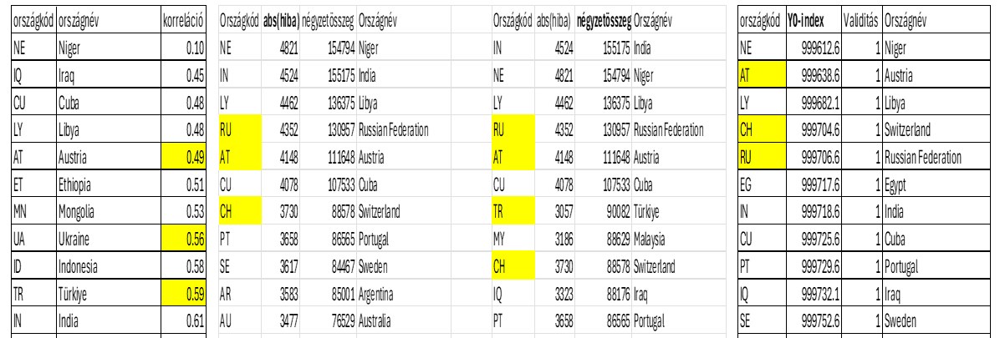 országkód országnév korreláció Országkód abs(hiba) négyzetösszeg Országnév Országkód abs(hiba) négyzetösszeg Országnév országkód Y0-index Validitás Országnév
NE Niger 0.10 NE 4821 154794 Niger IN 4524 155175 India NE 999612.6 1 Niger
IQ Iraq 0.45 IN 4524 155175 India NE 4821 154794 Niger AT 999638.6 1 Austria
CU Cuba 0.48 LY 4462 136375 Libya LY 4462 136375 Libya LY 999682.1 1 Libya
LY Libya 0.48 RU 4352 130957 Russian Federation RU 4352 130957 Russian Federation CH 999704.6 1 Switzerland
AT Austria 0.49 AT 4148 111648 Austria AT 4148 111648 Austria RU 999706.6 1 Russian Federation
ET Ethiopia 0.51 CU 4078 107533 Cuba CU 4078 107533 Cuba EG 999717.6 1 Egypt
MN Mongolia 0.53 CH 3730 88578 Switzerland TR 3057 90082 Türkiye IN 999718.6 1 India
UA Ukraine 0.56 PT 3658 86565 Portugal MY 3186 88629 Malaysia CU 999725.6 1 Cuba
ID Indonesia 0.58 SE 3617 84467 Sweden CH 3730 88578 Switzerland PT 999729.6 1 Portugal
TR Türkiye 0.59 AR 3583 85001 Argentina IQ 3323 88176 Iraq IQ 999732.1 1 Iraq
IN India 0.61 AU 3477 76529 Australia PT 3658 86565 Portugal SE 999752.6 1 Sweden